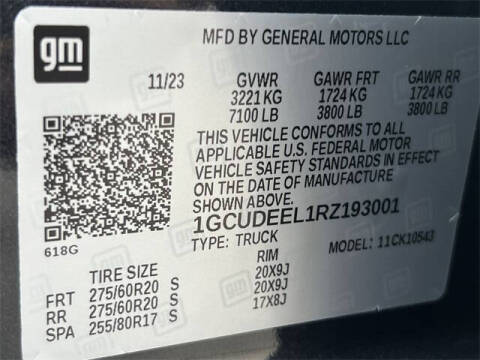 gm
MFD BY GENERAL MOTORS LLC
11/23 GVWR GAWR FRT GAWR RR
3221 KG 1724 KG 1724 KG
7100 LB 3800 LB 3800 LB
THIS VEHICLE CONFORMS TO ALL
APPLICABLE U.S. FEDERAL MOTOR
VEHICLE SAFETY STANDARDS IN EFFECT
ON THE DATE OF MANUFACTURE
SHOWN ABOVE.
1GCUDEEL1RZ193001
618G
TYPE: TRUCK MODEL: 11CK10543
TIRE SIZE RIM
FRT 275/60R20 S 20X9J
RR 275/60R20 S 20X9J
SPA 255/80R17 S 17X8J